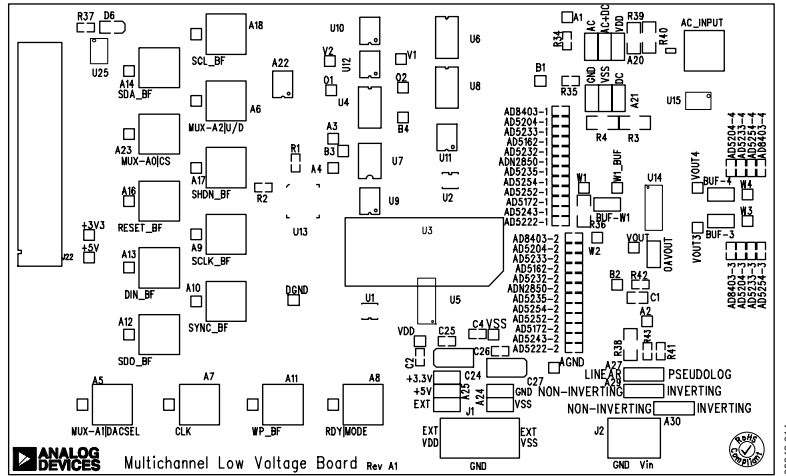 R37
D6
A18
SCL_BF
U10
U6
A1
AC
AC+DC
VDD
R39
R40
AC_INPUT
R34
A20
U25
A14
SDA_BF
A6
MUX-A2|U/D
A22
V2
U12
V1
O1
O2
U4
U8
B1
R35
GND
VSS
DC
A21
U15
R4
R3
A23
MUX-A0|CS
A3
B3
A4
B4
R1
U7
U11
U2
U9
AD8403-1
AD5204-1
AD5233-1
AD5162-1
AD5232-1
ADN2850-1
AD5235-1
AD5254-1
AD5252-1
AD5172-1
AD5243-1
AD5222-1
AD5204-4
AD5233-4
AD5254-4
AD8403-4
W1
W1_BUF
U14
VOUT4
BUF-4
W4
A17
SHDN_BF
R2
U13
A16
RESET_BF
BUF-W1
R36
W2
VOUT
OAVOUT
VOUT3
BUF-3
W3
+3V3
+5V
J22
A9
SCLK_BF
U3
AD8403-2
AD5204-2
AD5233-2
AD5162-2
AD5232-2
ADN2850-2
AD5235-2
AD5254-2
AD5252-2
AD5172-2
AD5243-2
AD5222-2
AD8403-3
AD5204-3
AD5233-3
AD5254-3
A13
DIN_BF
A10
SYNC_BF
DGND
U1
U5
B2
R42
C1
A2
A12
SDO_BF
VDD
C25
C4
VSS
C2
C26
C24
C27
AGND
R38
R43
R41
A27
LINEAR
PSEUDOLOG
A29
NON-INVERTING
INVERTING
NON-INVERTING
INVERTING
A30
A5
MUX-A1|DACSEL
A7
CLK
A11
WP_BF
A8
RDY|MODE
+3.3V
+5V
EXT
A25
A24
GND
VSS
J1
EXT
VDD
EXT
VSS
GND
J2
GND Vin
ANALOG
DEVICES
Multichannel Low Voltage Board Rev A1
RoHS
Compliant